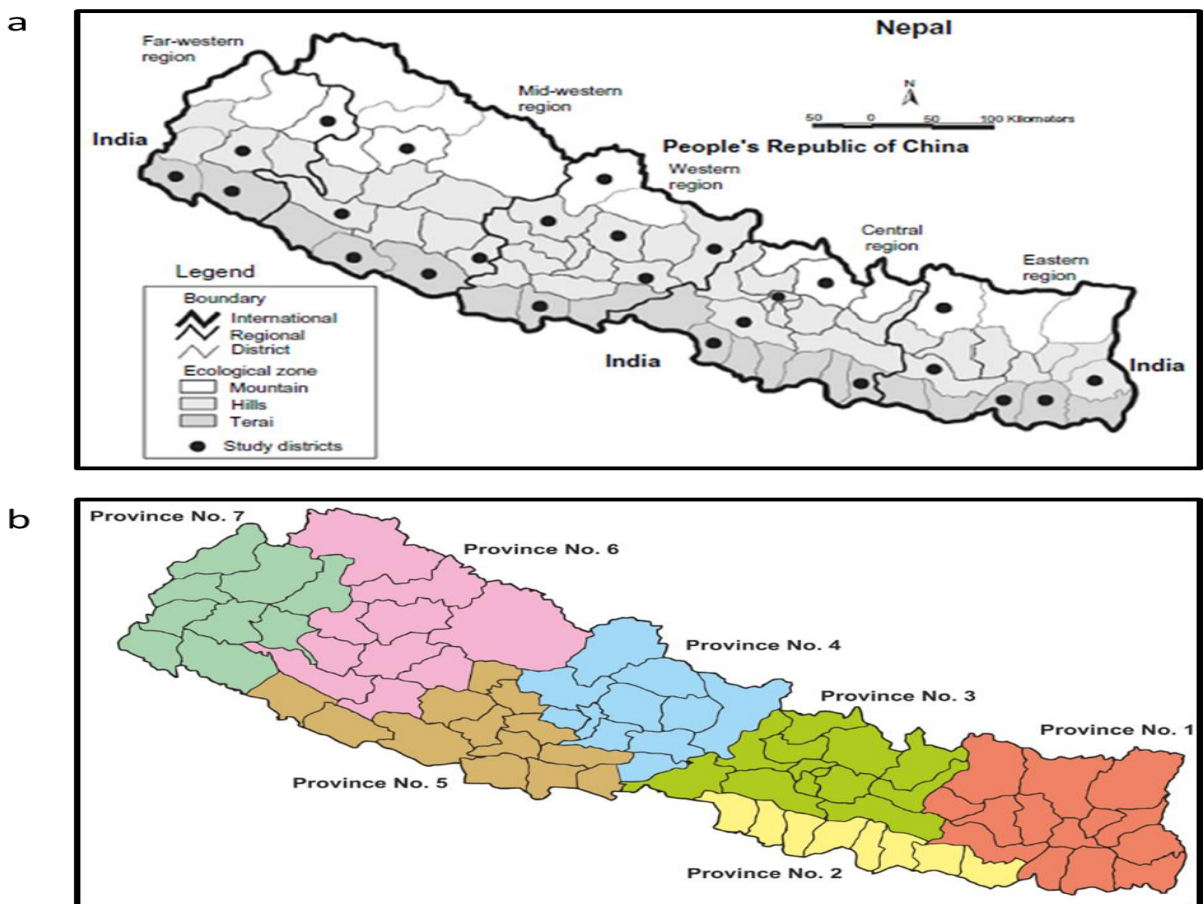 a
Nepal
Far-western
region
N
Mid-western
region
50 0 50 100 Kilometers
India
People's Republic of China
Western
region
Central
region
Eastern
region
Legend
Boundary
International
Regional
District
Ecological zone
Mountain
Hills
Terai
Study districts
India
India
b
Province No. 7
Province No. 6
Province No. 4
Province No. 3
Province No. 1
Province No. 5
Province No. 2